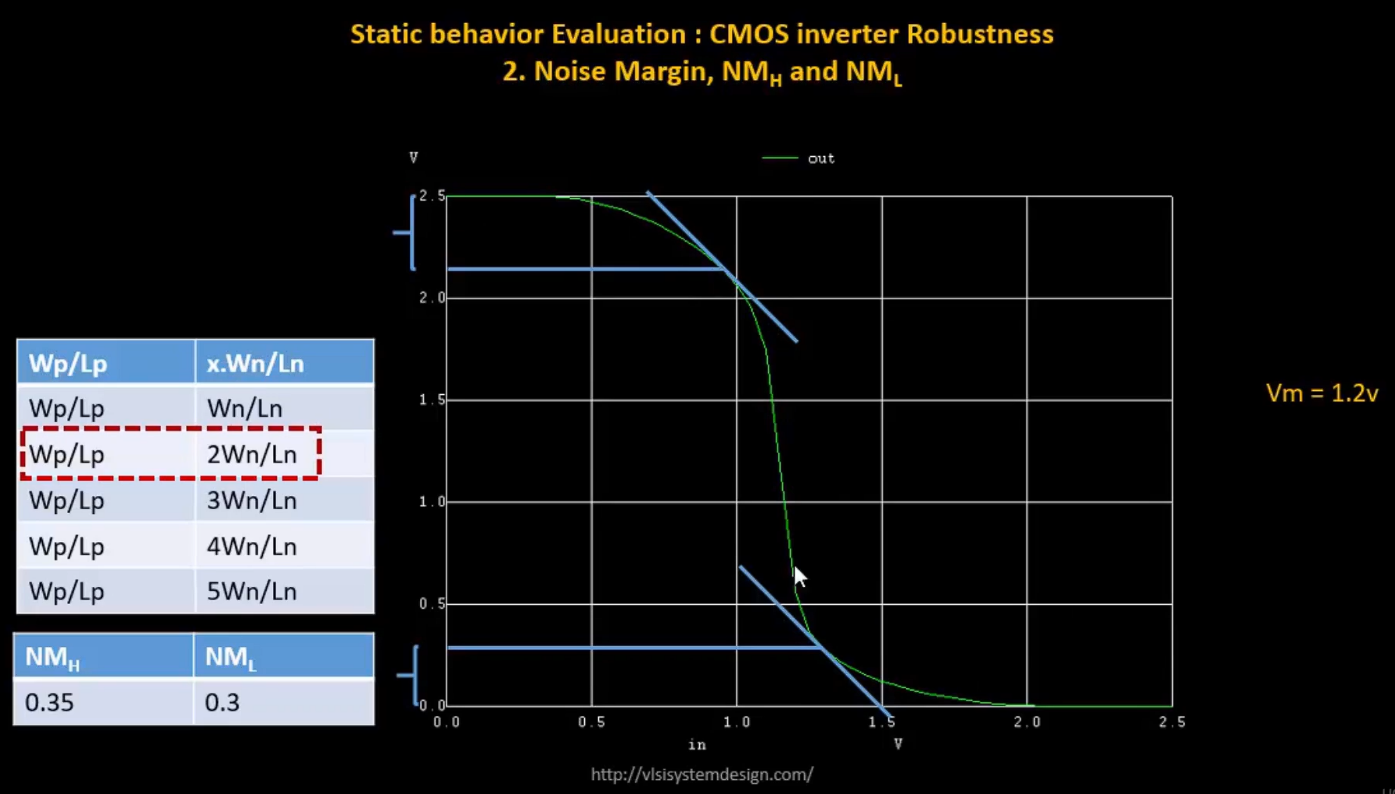 Static behavior Evaluation : CMOS inverter Robustness
2. Noise Margin, NMH and NML
V
out
2.5
2.0
1.5
1.0
0.5
0.0
0.0 0.5 1.0 1.5 2.0 2.5
in V
Wp/Lp x.Wn/Ln
Wp/Lp Wn/Ln
Wp/Lp 2Wn/Ln
Wp/Lp 3Wn/Ln
Wp/Lp 4Wn/Ln
Wp/Lp 5Wn/Ln
NMH NML
0.35 0.3
Vm = 1.2v
http://vlsisystemdesign.com/